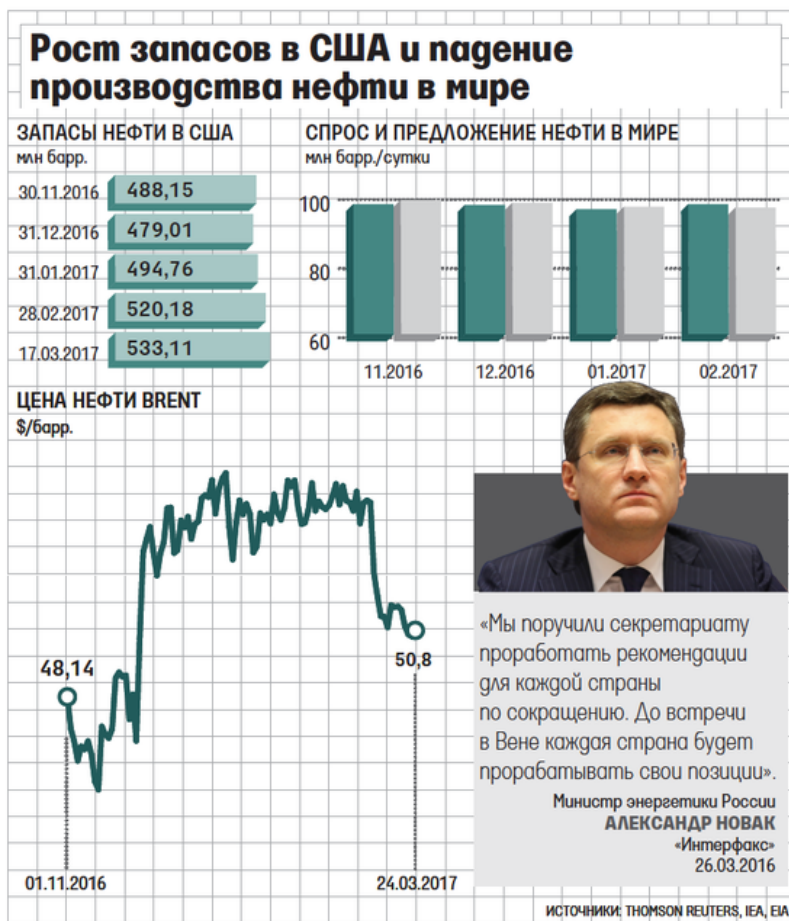 Рост запасов в США и падение
производства нефти в мире
ЗАПАСЫ НЕФТИ В США
млн барр.
30.11.2016 488,15
31.12.2016 479,01
31.01.2017 494,76
28.02.2017 520,18
17.03.2017 533,11
СПРОС И ПРЕДЛОЖЕНИЕ НЕФТИ В МИРЕ
млн барр./сутки
100
80
60
11.2016 12.2016 01.2017 02.2017
ЦЕНА НЕФТИ BRENT
$/барр.
48,14
50,8
01.11.2016 24.03.2017
«Мы поручили секретариату
проработать рекомендации
для каждой страны
по сокращению. До встречи
в Вене каждая страна будет
прорабатывать свои позиции».
Министр энергетики России
АЛЕКСАНДР НОВАК
«Интерфакс»
26.03.2016
ИСТОЧНИКИ: THOMSON REUTERS, IEA, EIA